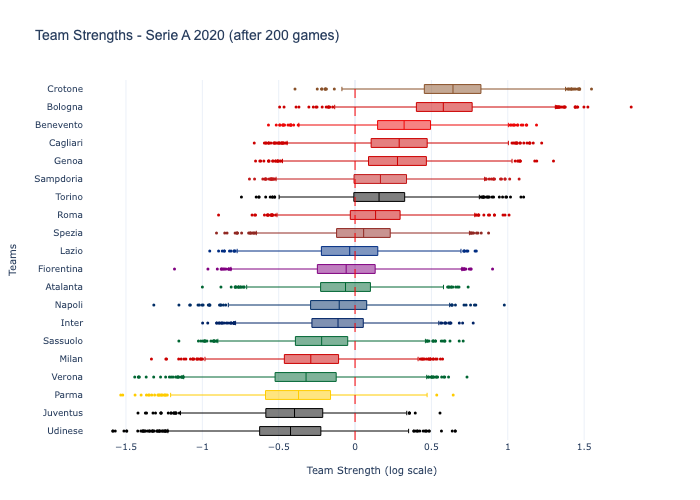 Team Strengths - Serie A 2020 (after 200 games)
Crotone
Bologna
Benevento
Cagliari
Genoa
Sampdoria
Torino
Roma
Spezia
Lazio
Fiorentina
Atalanta
Napoli
Inter
Sassuolo
Milan
Verona
Parma
Juventus
Udinese
Teams
−1.5 −1 −0.5 0 0.5 1 1.5
Team Strength (log scale)